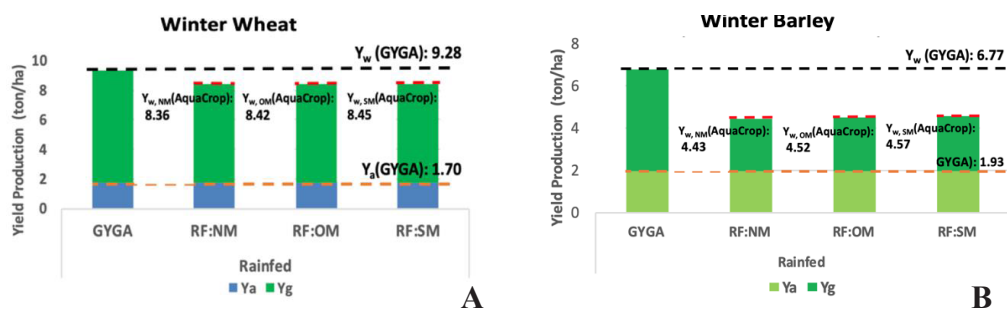 Winter Wheat
Yield Production (ton/ha)
10
8
6
4
2
0
Yw (GYGA): 9.28
Yw, NM(AquaCrop):
8.36
Yw, OM(AquaCrop):
8.42
Yw, SM(AquaCrop):
8.45
Ya(GYGA): 1.70
GYGA
RF:NM
RF:OM
RF:SM
Rainfed
Ya
Yg
A
Winter Barley
Yield Production (ton/ha)
8
6
4
2
0
Yw (GYGA): 6.77
Yw, NM(AquaCrop):
4.43
Yw, OM(AquaCrop):
4.52
Yw, SM(AquaCrop):
4.57
GYGA): 1.93
GYGA
RF:NM
RF:OM
RF:SM
Rainfed
Ya
Yg
B